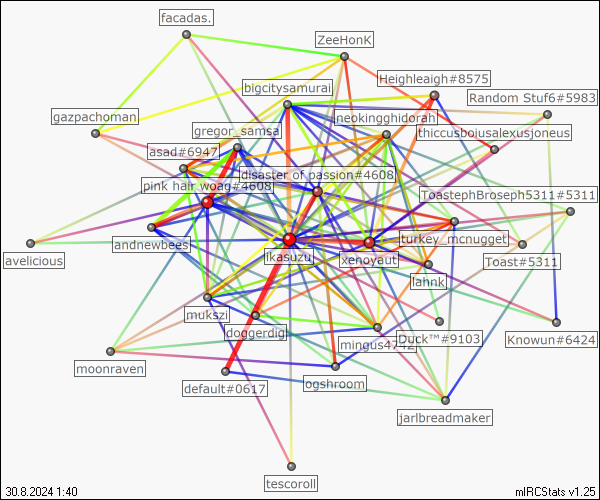 facadas.
ZeeHonK
Heighleaigh#8575
bigcitysamurai
Random Stuf6#5983
gazpachoman
neokingghidorah
gregor_samsa
thiccusboiusalexusjoneus
asad#6947
disaster of passion#4608
pink hair woag#4608
ToastephBroseph5311#5311
andnewbees
turkey_mcnugget
avelicious
Ikasuzu
xenoyaut
Toast#5311
lahnk
mukszi
doggerdig
mingus4742
Duck™#9103
Knowun#6424
moonraven
default#0617
ogshroom
jarlbreadmaker
tescoroll
30.8.2024 1:40
mIRCStats v1.25